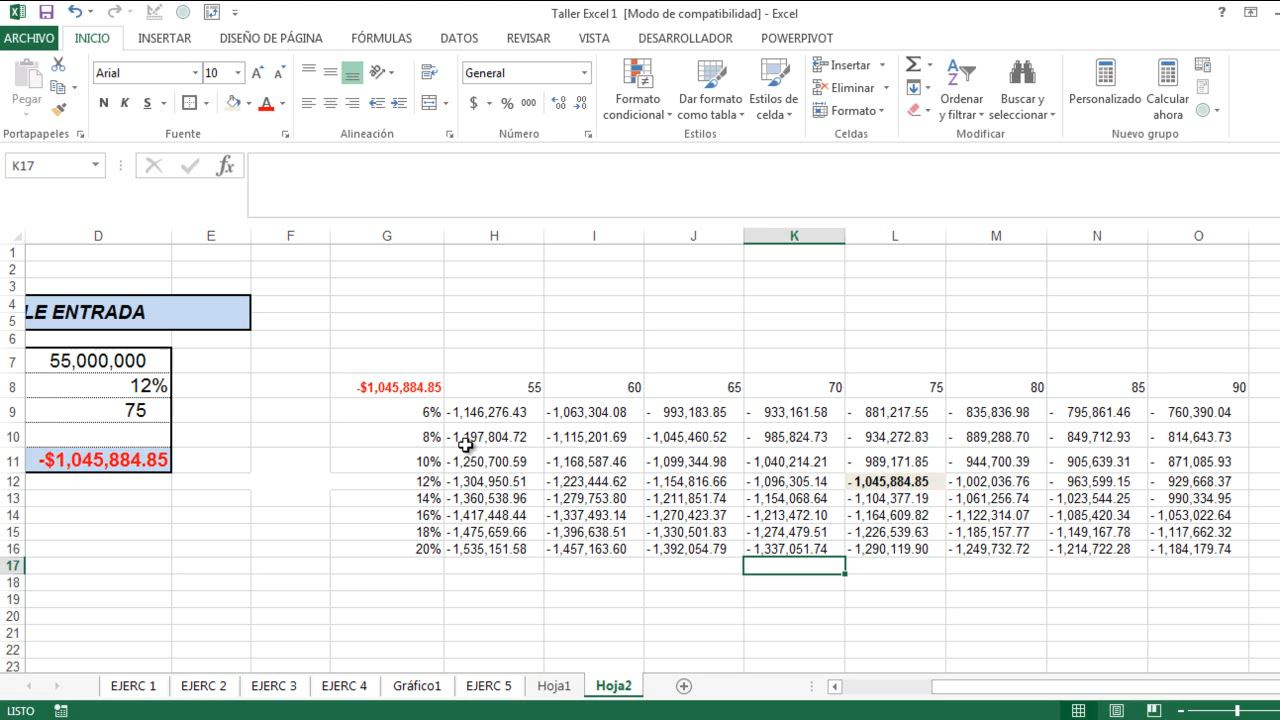 Taller Excel 1 [Modo de compatibilidad] - Excel
?
ARCHIVO INICIO INSERTAR DISEÑO DE PÁGINA FÓRMULAS DATOS REVISAR VISTA DESARROLLADOR POWERPIVOT
Pegar
Portapapeles
Arial 10
N K S A
Fuente
Alineación
General
$ % 000
Número
Formato condicional
Dar formato como tabla
Estilos de celda
Estilos
Insertar
Eliminar
Formato
Celdas
Ordenar y filtrar
Buscar y seleccionar
Modificar
Personalizado
Calcular ahora
Nuevo grupo
K17 fx
D E F G H I J K L M N O
1
2
3
4 LE ENTRADA
5
6
7 55,000,000
8 12% -$1,045,884.85 55 60 65 70 75 80 85 90
9 75 6% - 1,146,276.43 - 1,063,304.08 - 993,183.85 - 933,161.58 - 881,217.55 - 835,836.98 - 795,861.46 - 760,390.04
10 8% - 1,197,804.72 - 1,115,201.69 - 1,045,460.52 - 985,824.73 - 934,272.83 - 889,288.70 - 849,712.93 - 814,643.73
11 -$1,045,884.85 10% - 1,250,700.59 - 1,168,587.46 - 1,099,344.98 - 1,040,214.21 - 989,171.85 - 944,700.39 - 905,639.31 - 871,085.93
12 12% - 1,304,950.51 - 1,223,444.62 - 1,154,816.66 - 1,096,305.14 - 1,045,884.85 - 1,002,036.76 - 963,599.15 - 929,668.37
13 14% - 1,360,538.96 - 1,279,753.80 - 1,211,851.74 - 1,154,068.64 - 1,104,377.19 - 1,061,256.74 - 1,023,544.25 - 990,334.95
14 16% - 1,417,448.44 - 1,337,493.14 - 1,270,423.37 - 1,213,472.10 - 1,164,609.82 - 1,122,314.07 - 1,085,420.34 - 1,053,022.64
15 18% - 1,475,659.66 - 1,396,638.51 - 1,330,501.83 - 1,274,479.51 - 1,226,539.63 - 1,185,157.77 - 1,149,167.78 - 1,117,662.32
16 20% - 1,535,151.58 - 1,457,163.60 - 1,392,054.79 - 1,337,051.74 - 1,290,119.90 - 1,249,732.72 - 1,214,722.28 - 1,184,179.74
17
18
19
20
21
22
23
EJERC 1 EJERC 2 EJERC 3 EJERC 4 Gráfico1 EJERC 5 Hoja1 Hoja2
LISTO